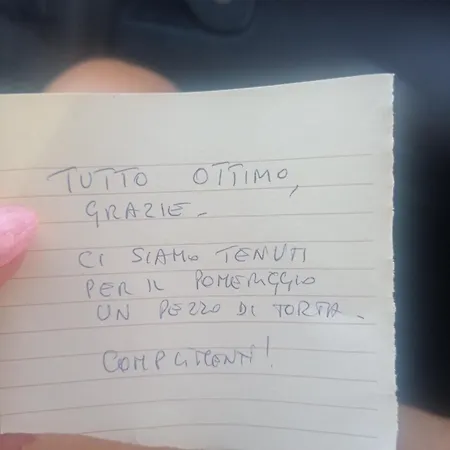 TUTTO OTTIMO,
GRAZIE.
CI SIAMO TENUTI
PER IL POMERIGGIO
UN PEZZO DI TORTA.
COMPLIMENTI!